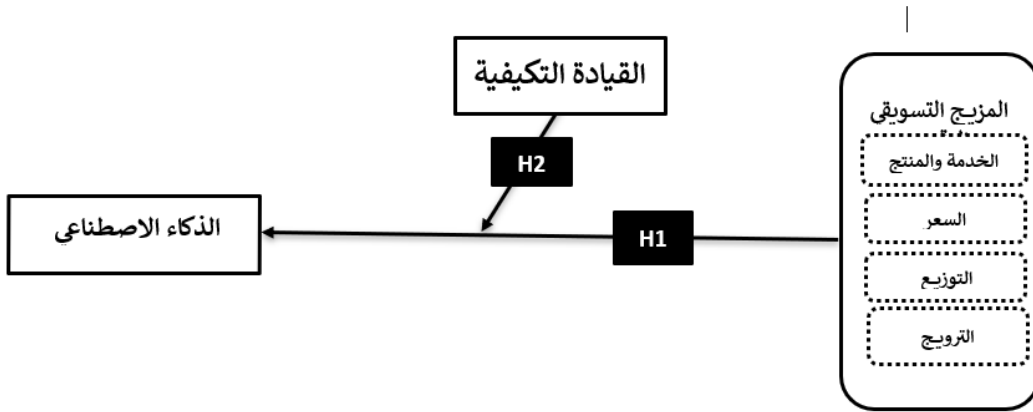 القيادة التكيفية
المزيج التسويقي
الخدمة والمنتج
H2
السعر
الذكاء الاصطناعي
H1
التوزيع
الترويج